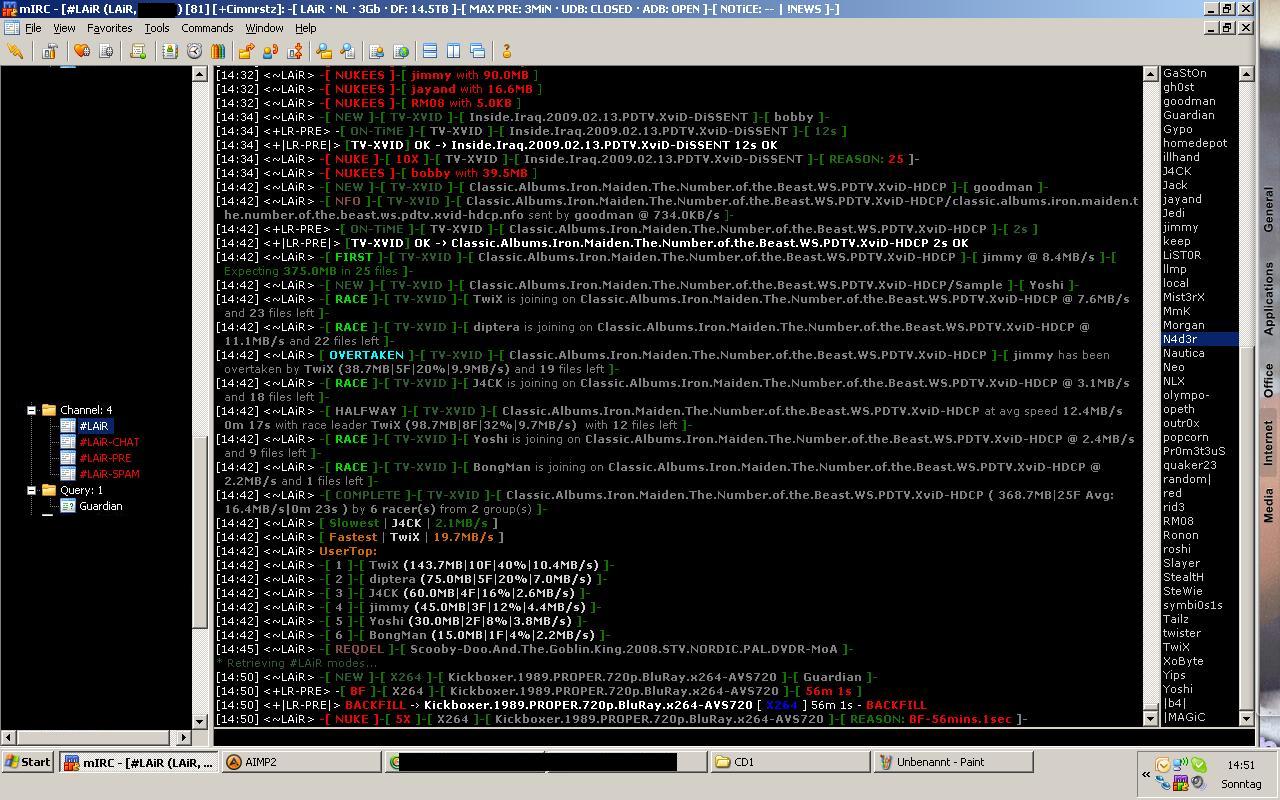 mIRC - [#LAiR (LAiR, ) [81] [+Cimnrstz]: -[ LAiR · NL · 3Gb · DF: 14.5TB ]-[ MAX PRE: 3MiN · UDB: CLOSED · ADB: OPEN ]-[ NOTiCE: -- | !NEWS ]-
File View Favorites Tools Commands Window Help
[14:32] <~LAiR> -[ NUKEES ]-[ jimmy with 90.0MB ]
[14:32] <~LAiR> -[ NUKEES ]-[ jayand with 16.6MB ]
[14:32] <~LAiR> -[ NUKEES ]-[ RM08 with 5.0KB ]
[14:34] <~LAiR> -[ NEW ]-[ TV-XVID ]-[ Inside.Iraq.2009.02.13.PDTV.XviD-DiSSENT ]-[ bobby ]-
[14:34] <+LR-PRE> -[ ON-TiME ]-[ TV-XVID ]-[ Inside.Iraq.2009.02.13.PDTV.XviD-DiSSENT ]-[ 12s ]
[14:34] <+|LR-PRE|> [TV-XVID] OK -> Inside.Iraq.2009.02.13.PDTV.XviD-DiSSENT 12s OK
[14:34] <~LAiR> -[ NUKE ]-[ 10X ]-[ TV-XVID ]-[ Inside.Iraq.2009.02.13.PDTV.XviD-DiSSENT ]-[ REASON: 25 ]-
[14:34] <~LAiR> -[ NUKEES ]-[ bobby with 39.5MB ]
[14:42] <~LAiR> -[ NEW ]-[ TV-XVID ]-[ Classic.Albums.Iron.Maiden.The.Number.of.the.Beast.WS.PDTV.XviD-HDCP ]-[ goodman ]-
[14:42] <~LAiR> -[ NFO ]-[ TV-XVID ]-[ Classic.Albums.Iron.Maiden.The.Number.of.the.Beast.WS.PDTV.XviD-HDCP/classic.albums.iron.maiden.t
he.number.of.the.beast.ws.pdtv.xvid-hdcp.nfo sent by goodman @ 734.0KB/s ]-
[14:42] <+LR-PRE> -[ ON-TiME ]-[ TV-XVID ]-[ Classic.Albums.Iron.Maiden.The.Number.of.the.Beast.WS.PDTV.XviD-HDCP ]-[ 2s ]
[14:42] <+|LR-PRE|> [TV-XVID] OK -> Classic.Albums.Iron.Maiden.The.Number.of.the.Beast.WS.PDTV.XviD-HDCP 2s OK
[14:42] <~LAiR> -[ FIRST ]-[ TV-XVID ]-[ Classic.Albums.Iron.Maiden.The.Number.of.the.Beast.WS.PDTV.XviD-HDCP ]-[ jimmy @ 8.4MB/s ]-[
Expecting 375.0MB in 25 files ]-
[14:42] <~LAiR> -[ NEW ]-[ TV-XVID ]-[ Classic.Albums.Iron.Maiden.The.Number.of.the.Beast.WS.PDTV.XviD-HDCP/Sample ]-[ Yoshi ]-
[14:42] <~LAiR> -[ RACE ]-[ TV-XVID ]-[ TwiX is joining on Classic.Albums.Iron.Maiden.The.Number.of.the.Beast.WS.PDTV.XviD-HDCP @ 7.6MB/s
and 23 files left ]-
[14:42] <~LAiR> -[ RACE ]-[ TV-XVID ]-[ diptera is joining on Classic.Albums.Iron.Maiden.The.Number.of.the.Beast.WS.PDTV.XviD-HDCP @
11.1MB/s and 22 files left ]-
[14:42] <~LAiR> [ OVERTAKEN ]-[ TV-XVID ]-[ Classic.Albums.Iron.Maiden.The.Number.of.the.Beast.WS.PDTV.XviD-HDCP ]-[ jimmy has been
overtaken by TwiX (38.7MB|5F|20%|9.9MB/s) and 19 files left ]-
[14:42] <~LAiR> -[ RACE ]-[ TV-XVID ]-[ J4CK is joining on Classic.Albums.Iron.Maiden.The.Number.of.the.Beast.WS.PDTV.XviD-HDCP @ 3.1MB/s
and 18 files left ]-
[14:42] <~LAiR> -[ HALFWAY ]-[ TV-XVID ]-[ Classic.Albums.Iron.Maiden.The.Number.of.the.Beast.WS.PDTV.XviD-HDCP at avg speed 12.4MB/s
0m 17s with race leader TwiX (98.7MB|8F|32%|9.7MB/s) with 12 files left ]-
[14:42] <~LAiR> -[ RACE ]-[ TV-XVID ]-[ Yoshi is joining on Classic.Albums.Iron.Maiden.The.Number.of.the.Beast.WS.PDTV.XviD-HDCP @ 2.4MB/s
and 9 files left ]-
[14:42] <~LAiR> -[ RACE ]-[ TV-XVID ]-[ BongMan is joining on Classic.Albums.Iron.Maiden.The.Number.of.the.Beast.WS.PDTV.XviD-HDCP @
2.2MB/s and 1 files left ]-
[14:42] <~LAiR> -[ COMPLETE ]-[ TV-XVID ]-[ Classic.Albums.Iron.Maiden.The.Number.of.the.Beast.WS.PDTV.XviD-HDCP ( 368.7MB|25F Avg:
16.4MB/s|0m 23s ) by 6 racer(s) from 2 group(s) ]-
[14:42] <~LAiR> [ Slowest | J4CK | 2.1MB/s ]
[14:42] <~LAiR> [ Fastest | TwiX | 19.7MB/s ]
[14:42] <~LAiR> UserTop:
[14:42] <~LAiR> -[ 1 ]-[ TwiX (143.7MB|10F|40%|10.4MB/s) ]-
[14:42] <~LAiR> -[ 2 ]-[ diptera (75.0MB|5F|20%|7.0MB/s) ]-
[14:42] <~LAiR> -[ 3 ]-[ J4CK (60.0MB|4F|16%|2.6MB/s) ]-
[14:42] <~LAiR> -[ 4 ]-[ jimmy (45.0MB|3F|12%|4.4MB/s) ]-
[14:42] <~LAiR> -[ 5 ]-[ Yoshi (30.0MB|2F|8%|3.8MB/s) ]-
[14:42] <~LAiR> -[ 6 ]-[ BongMan (15.0MB|1F|4%|2.2MB/s) ]-
[14:45] <~LAiR> -[ REQDEL ]-[ Scooby-Doo.And.The.Goblin.King.2008.STV.NORDIC.PAL.DVDR-MoA ]-
* Retrieving #LAiR modes...
[14:50] <~LAiR> -[ NEW ]-[ X264 ]-[ Kickboxer.1989.PROPER.720p.BluRay.x264-AVS720 ]-[ Guardian ]-
[14:50] <+LR-PRE> -[ BF ]-[ X264 ]-[ Kickboxer.1989.PROPER.720p.BluRay.x264-AVS720 ]-[ 56m 1s ]
[14:50] <+|LR-PRE|> BACKFILL -> Kickboxer.1989.PROPER.720p.BluRay.x264-AVS720 [ X264 ] 56m 1s - BACKFILL
[14:50] <~LAiR> -[ NUKE ]-[ 5X ]-[ X264 ]-[ Kickboxer.1989.PROPER.720p.BluRay.x264-AVS720 ]-[ REASON: BF-56mins.1sec ]-
Channel: 4
#LAiR
#LAiR-CHAT
#LAiR-PRE
#LAiR-SPAM
Query: 1
Guardian
GaStOn
gh0st
goodman
Guardian
Gypo
homedepot
illhand
J4CK
Jack
jayand
Jedi
jimmy
keep
LiST0R
llmp
local
Mist3rX
MmK
Morgan
N4d3r
Nautica
Neo
NLX
olympo-
opeth
outr0x
popcorn
Pr0m3t3uS
quaker23
random|
red
rid3
RM08
Ronon
roshi
Slayer
StealtH
SteWie
symbi0s1s
Tailz
twister
TwiX
XoByte
Yips
Yoshi
|b4|
|MAGiC
General
Applications
Office
Internet
Media
Start
mIRC - [#LAiR (LAiR, ...
AIMP2
CD1
Unbenannt - Paint
14:51
Sonntag